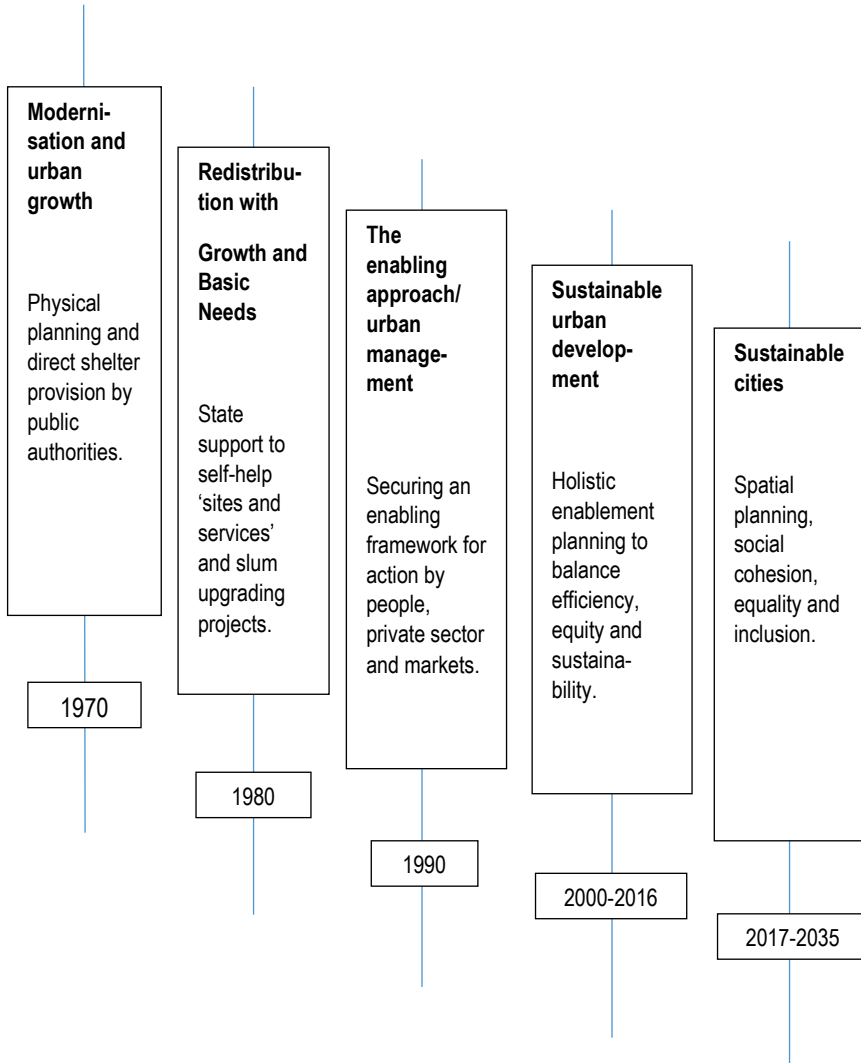 Moderni-
sation and
urban
growth
Physical
planning and
direct shelter
provision by
public
authorities.
1970
Redistribu-
tion with
Growth and
Basic
Needs
State
support to
self-help
‘sites and
services’
and slum
upgrading
projects.
1980
The
enabling
approach/
urban
manage-
ment
Securing an
enabling
framework for
action by
people,
private sector
and markets.
1990
Sustainable
urban
develop-
ment
Holistic
enablement
planning to
balance
efficiency,
equity and
sustaina-
bility.
2000-2016
Sustainable
cities
Spatial
planning,
social
cohesion,
equality and
inclusion.
2017-2035